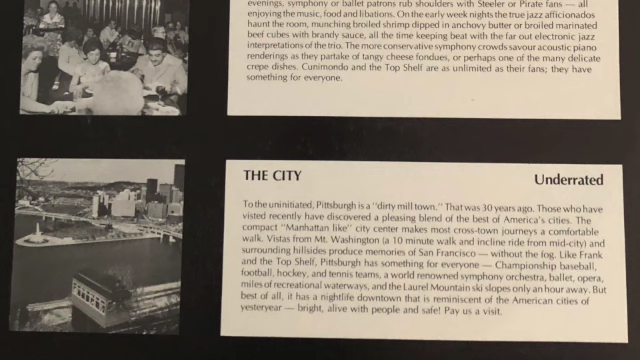 evenings, symphony or ballet patrons rub shoulders with Steeler or Pirate fans — all
enjoying the music, food and libations. On the early week nights the true jazz afficionados
haunt the room, munching broiled shrimp dipped in anchovy butter or broiled marinated
beef cubes with brandy sauce, all the time keeping beat with the far out electronic jazz
interpretations of the trio. The more conservative symphony crowds savour acoustic piano
renderings as they partake of tangy cheese fondues, or perhaps one of the many delicate
crepe dishes. Cunimondo and the Top Shelf are as unlimited as their fans; they have
something for everyone.
THE CITY
Underrated
To the uninitiated, Pittsburgh is a "dirty mill town." That was 30 years ago. Those who have
visted recently have discovered a pleasing blend of the best of America's cities. The
compact "Manhattan like" city center makes most cross-town journeys a comfortable
walk. Vistas from Mt. Washington (a 10 minute walk and incline ride from mid-city) and
surrounding hillsides produce memories of San Francisco — without the fog. Like Frank
and the Top Shelf, Pittsburgh has something for everyone — Championship baseball,
football, hockey, and tennis teams, a world renowned symphony orchestra, ballet, opera,
miles of recreational waterways, and the Laurel Mountain ski slopes only an hour away. But
best of all, it has a nightlife downtown that is reminiscent of the American cities of
yesteryear — bright, alive with people and safe! Pay us a visit.